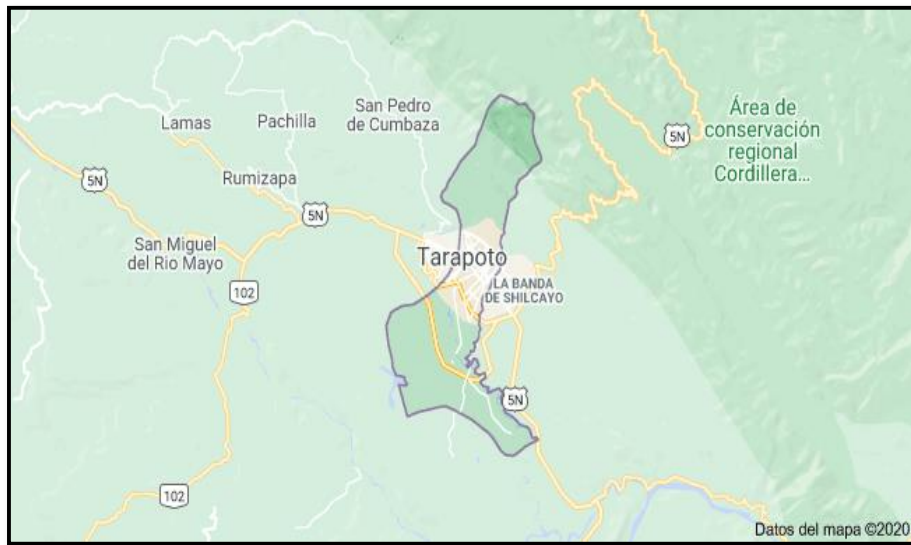 San Pedro
de Cumbaza
Lamas
Pachilla
Área de
conservación
regional
Cordillera...
5N
5N
Rumizapa
5N
San Miguel
del Rio Mayo
Tarapoto
LA BANDA
DE SHILCAYO
102
5N
102
Datos del mapa ©2020